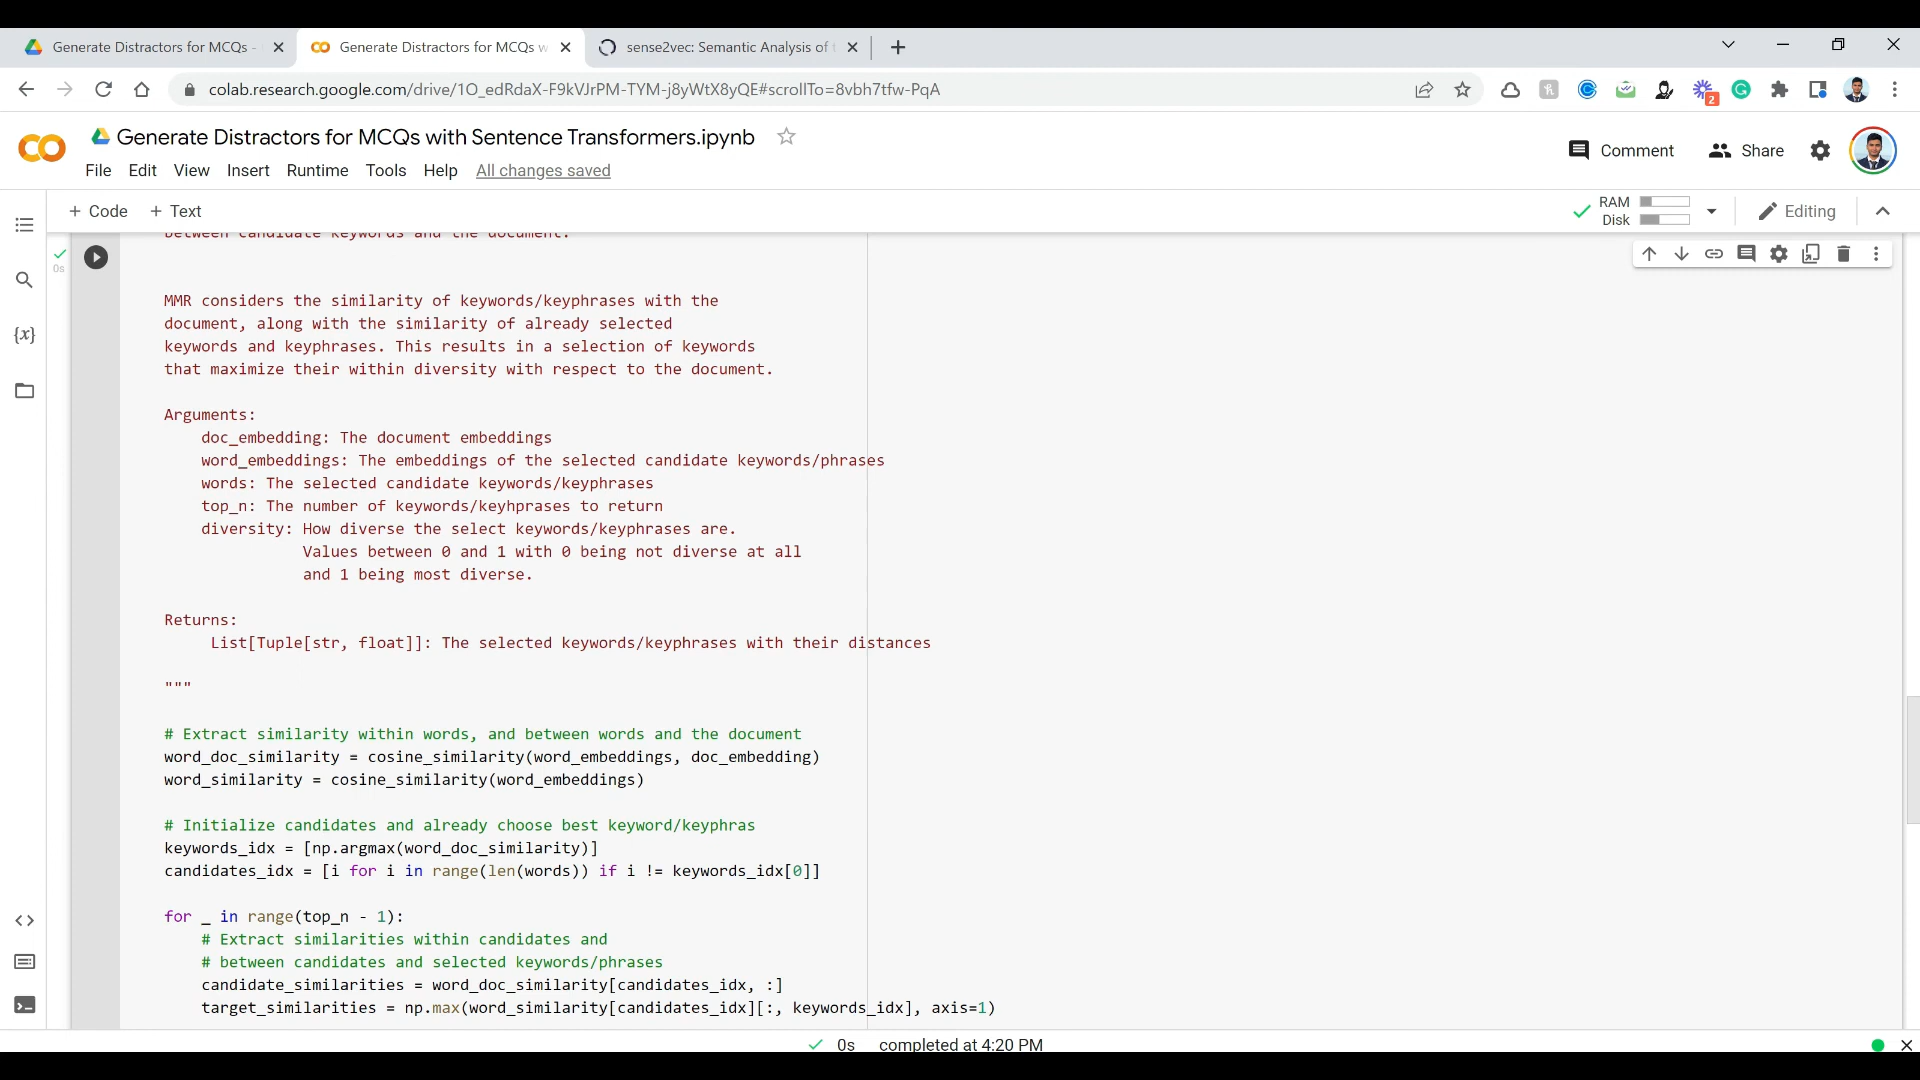 Generate Distractors for MCQs -
Generate Distractors for MCQs w
sense2vec: Semantic Analysis of t
colab.research.google.com/drive/1O_edRdaX-F9kVJrPM-TYM-j8yWtX8yQE#scrollTo=8vbh7tfw-PqA
2
Generate Distractors for MCQs with Sentence Transformers.ipynb
Comment
Share
File Edit View Insert Runtime Tools Help All changes saved
+ Code + Text
RAM
Disk
Editing
between candidate keywords and the document.
0s
MMR considers the similarity of keywords/keyphrases with the
document, along with the similarity of already selected
keywords and keyphrases. This results in a selection of keywords
that maximize their within diversity with respect to the document.
Arguments:
doc_embedding: The document embeddings
word_embeddings: The embeddings of the selected candidate keywords/phrases
words: The selected candidate keywords/keyphrases
top_n: The number of keywords/keyhprases to return
diversity: How diverse the select keywords/keyphrases are.
Values between 0 and 1 with 0 being not diverse at all
and 1 being most diverse.
Returns:
List[Tuple[str, float]]: The selected keywords/keyphrases with their distances
"""
# Extract similarity within words, and between words and the document
word_doc_similarity = cosine_similarity(word_embeddings, doc_embedding)
word_similarity = cosine_similarity(word_embeddings)
# Initialize candidates and already choose best keyword/keyphras
keywords_idx = [np.argmax(word_doc_similarity)]
candidates_idx = [i for i in range(len(words)) if i != keywords_idx[0]]
for _ in range(top_n - 1):
# Extract similarities within candidates and
# between candidates and selected keywords/phrases
candidate_similarities = word_doc_similarity[candidates_idx, :]
target_similarities = np.max(word_similarity[candidates_idx][:, keywords_idx], axis=1)
0s completed at 4:20 PM